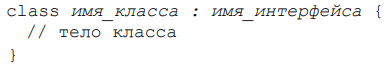 class имя_класса : имя_интерфейса {
  // тело класса
}